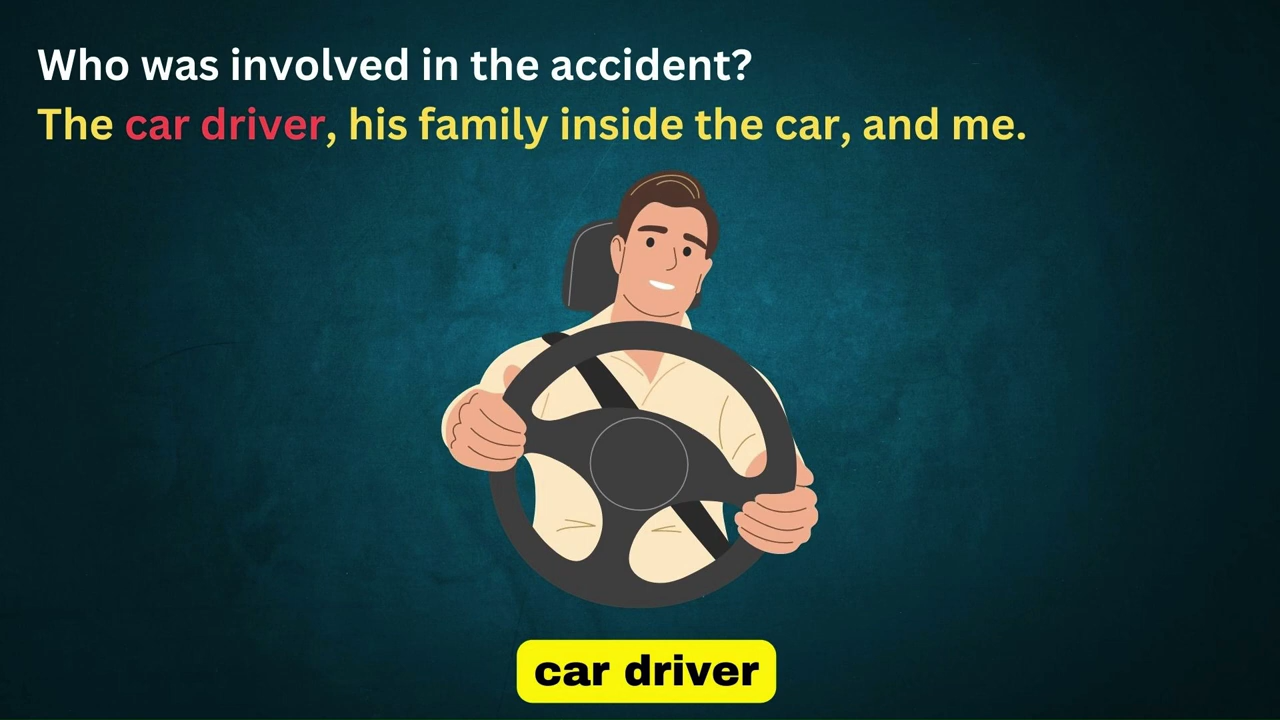 Who was involved in the accident?
The car driver, his family inside the car, and me.
car driver